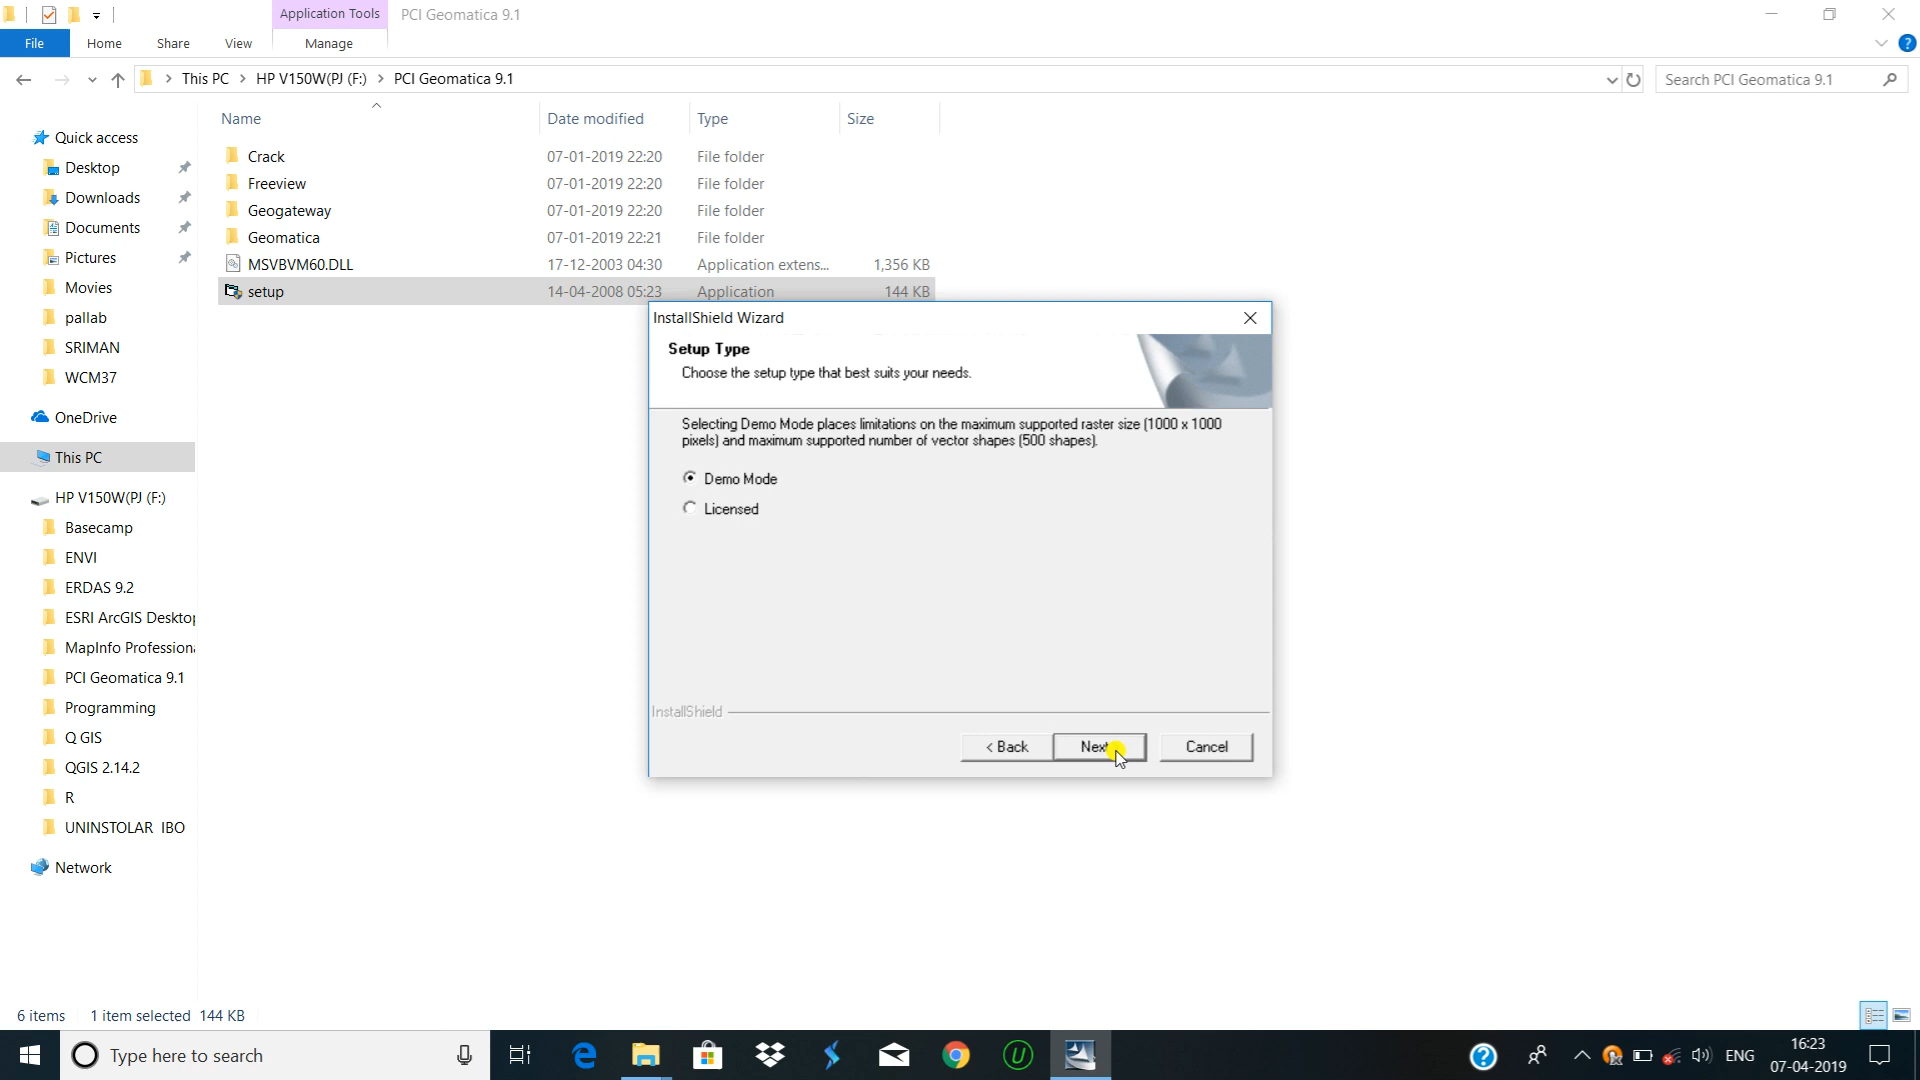 Application Tools
PCI Geomatica 9.1
File
Home
Share
View
Manage
This PC
HP V150W(PJ (F:)
PCI Geomatica 9.1
Search PCI Geomatica 9.1
Name
Date modified
Type
Size
Crack 07-01-2019 22:20 File folder
Freeview 07-01-2019 22:20 File folder
Geogateway 07-01-2019 22:20 File folder
Geomatica 07-01-2019 22:21 File folder
MSVBVM60.DLL 17-12-2003 04:30 Application extens... 1,356 KB
setup 14-04-2008 05:23 Application 144 KB
Quick access
Desktop
Downloads
Documents
Pictures
Movies
pallab
SRIMAN
WCM37
OneDrive
This PC
HP V150W(PJ (F:)
Basecamp
ENVI
ERDAS 9.2
ESRI ArcGIS Desktop
MapInfo Professiona
PCI Geomatica 9.1
Programming
Q GIS
QGIS 2.14.2
R
UNINSTOLAR IBO
Network
InstallShield Wizard
Setup Type
Choose the setup type that best suits your needs.
Selecting Demo Mode places limitations on the maximum supported raster size (1000 x 1000
pixels) and maximum supported number of vector shapes (500 shapes).
Demo Mode
Licensed
InstallShield
< Back
Next
Cancel
6 items
1 item selected 144 KB
Type here to search
ENG
16:23
07-04-2019